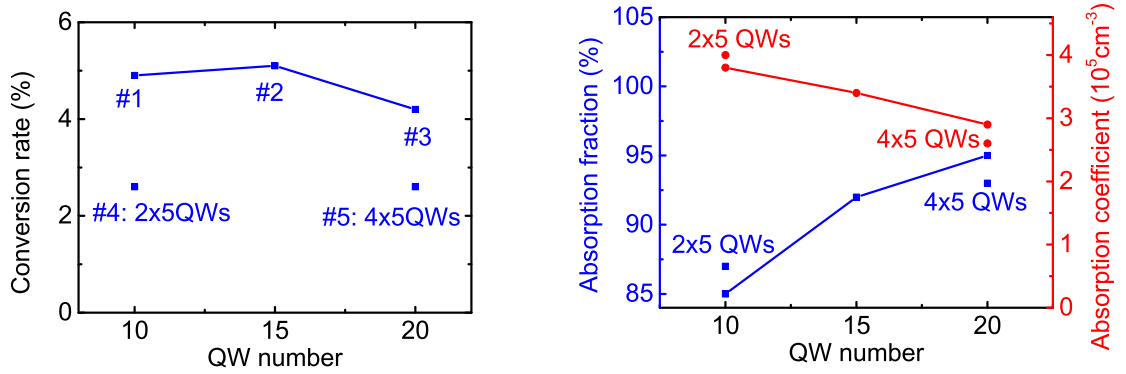 6
4
2
0
Conversion rate (%)
#1
#2
#3
#4: 2x5QWs
#5: 4x5QWs
10
15
20
QW number
105
100
95
90
85
Absorption fraction (%)
2x5 QWs
4x5 QWs
4x5 QWs
2x5 QWs
4
3
2
1
0
Absorption coefficient (10⁵cm⁻³)
10
15
20
QW number